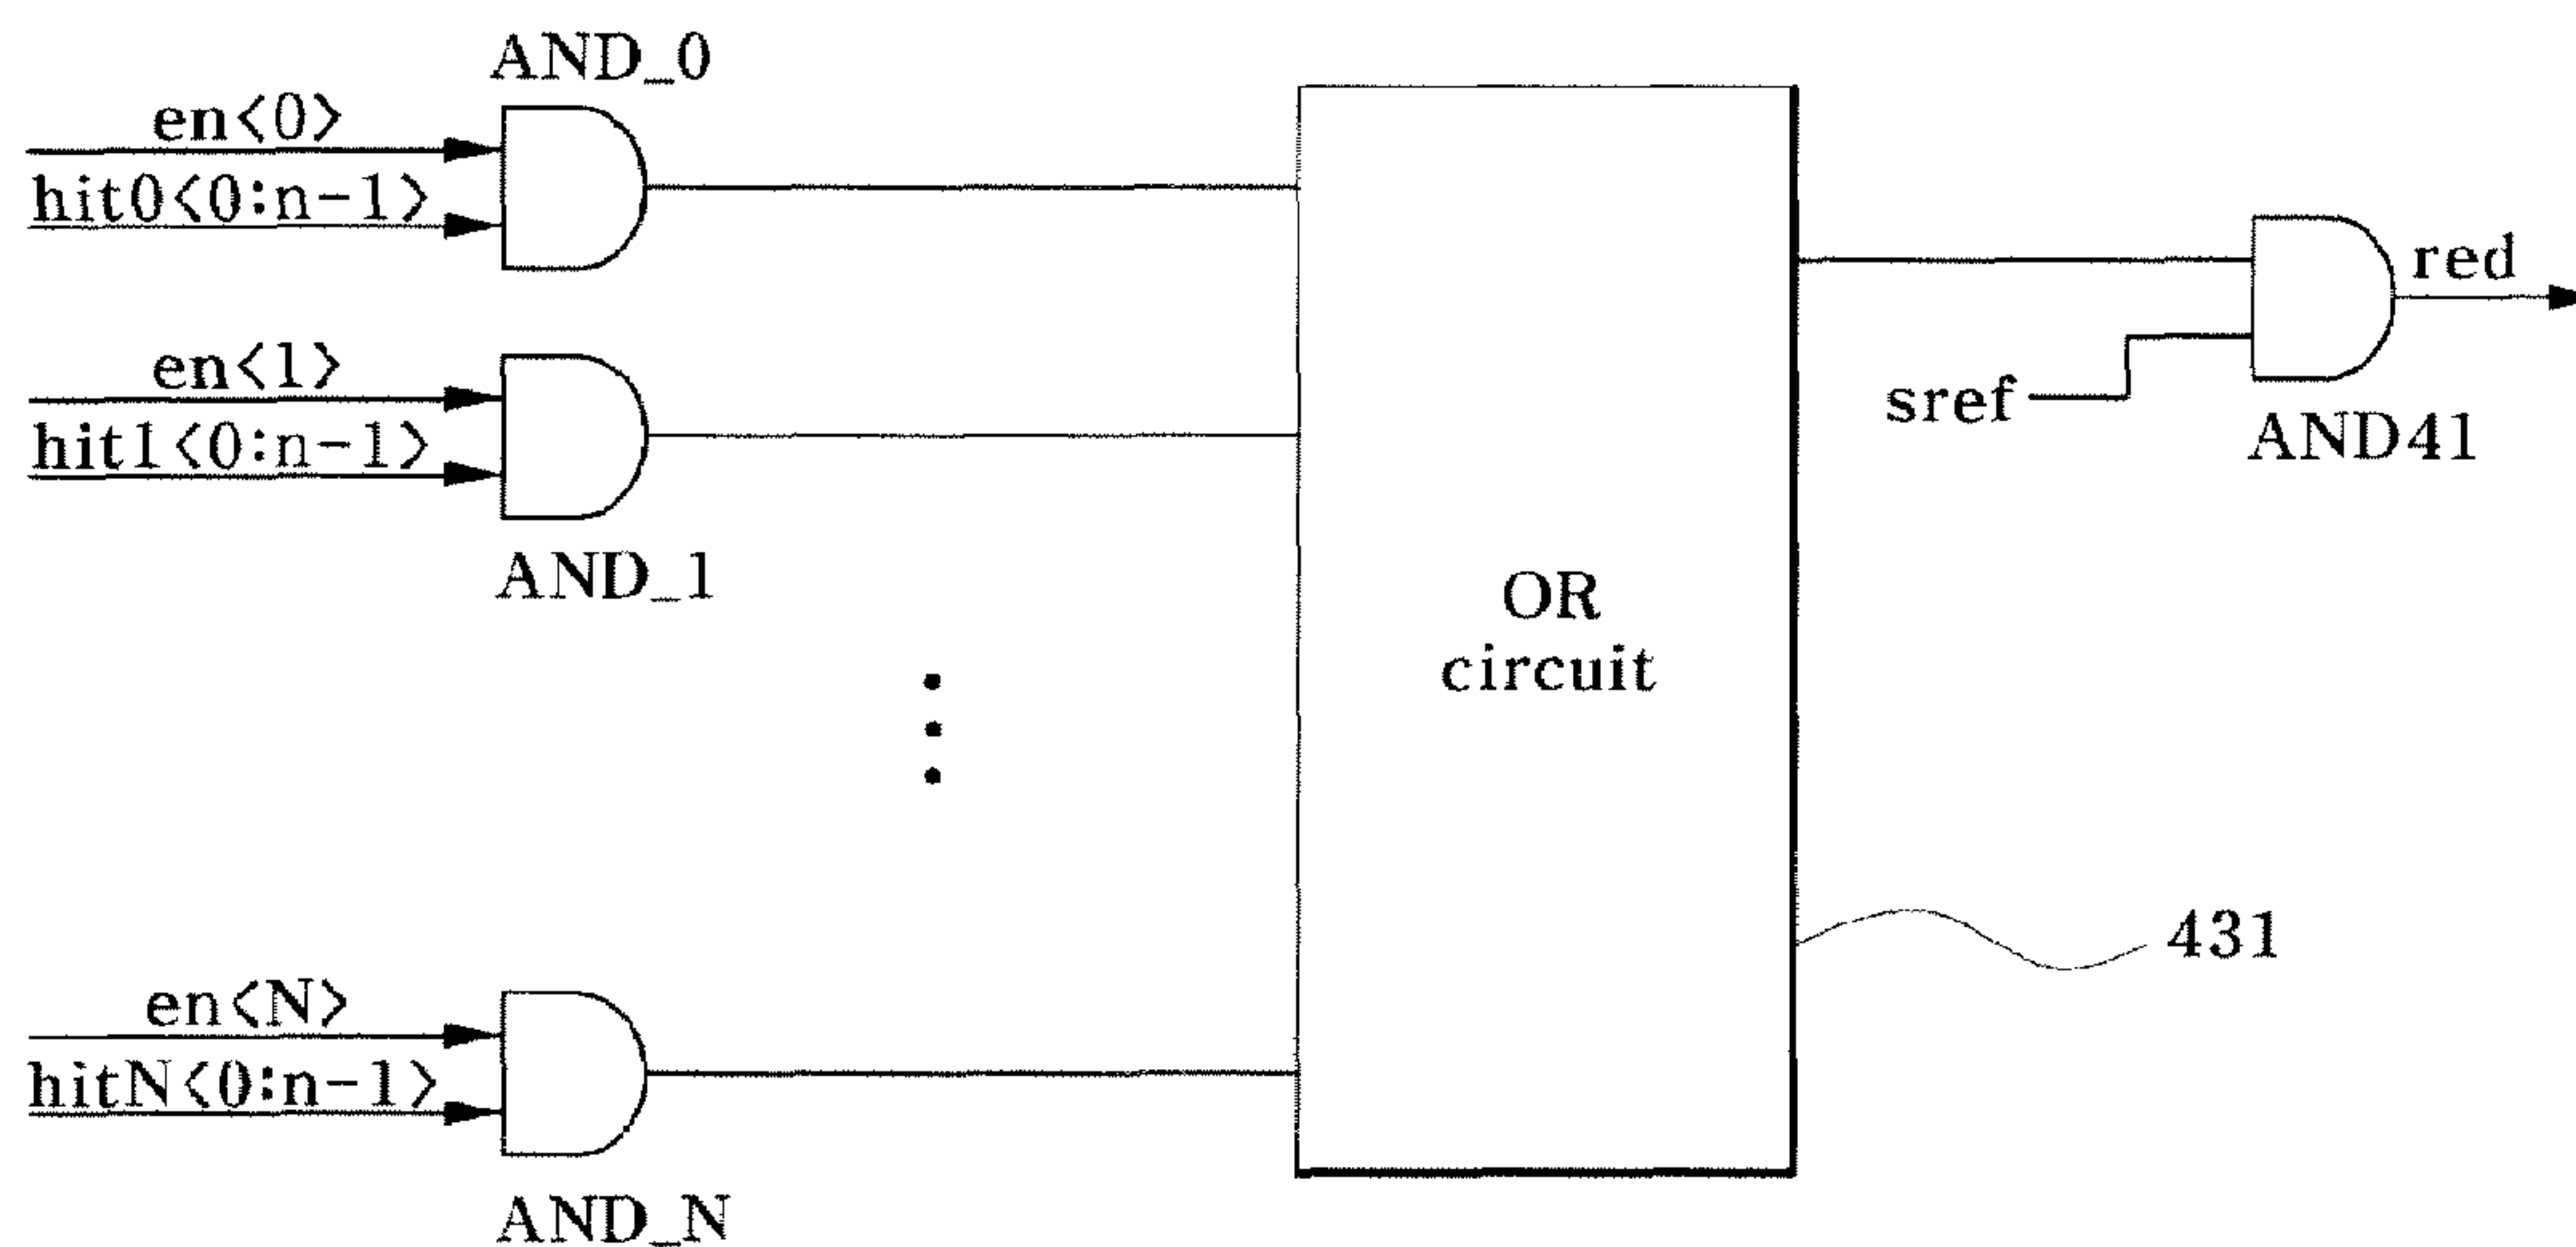 AND_0
en<0>
hit0<0:n-1>
red
en<1>
hit1<0:n-1>
sref
AND41
AND_1
OR
circuit
431
en<N>
hitN<0:n-1>
AND_N